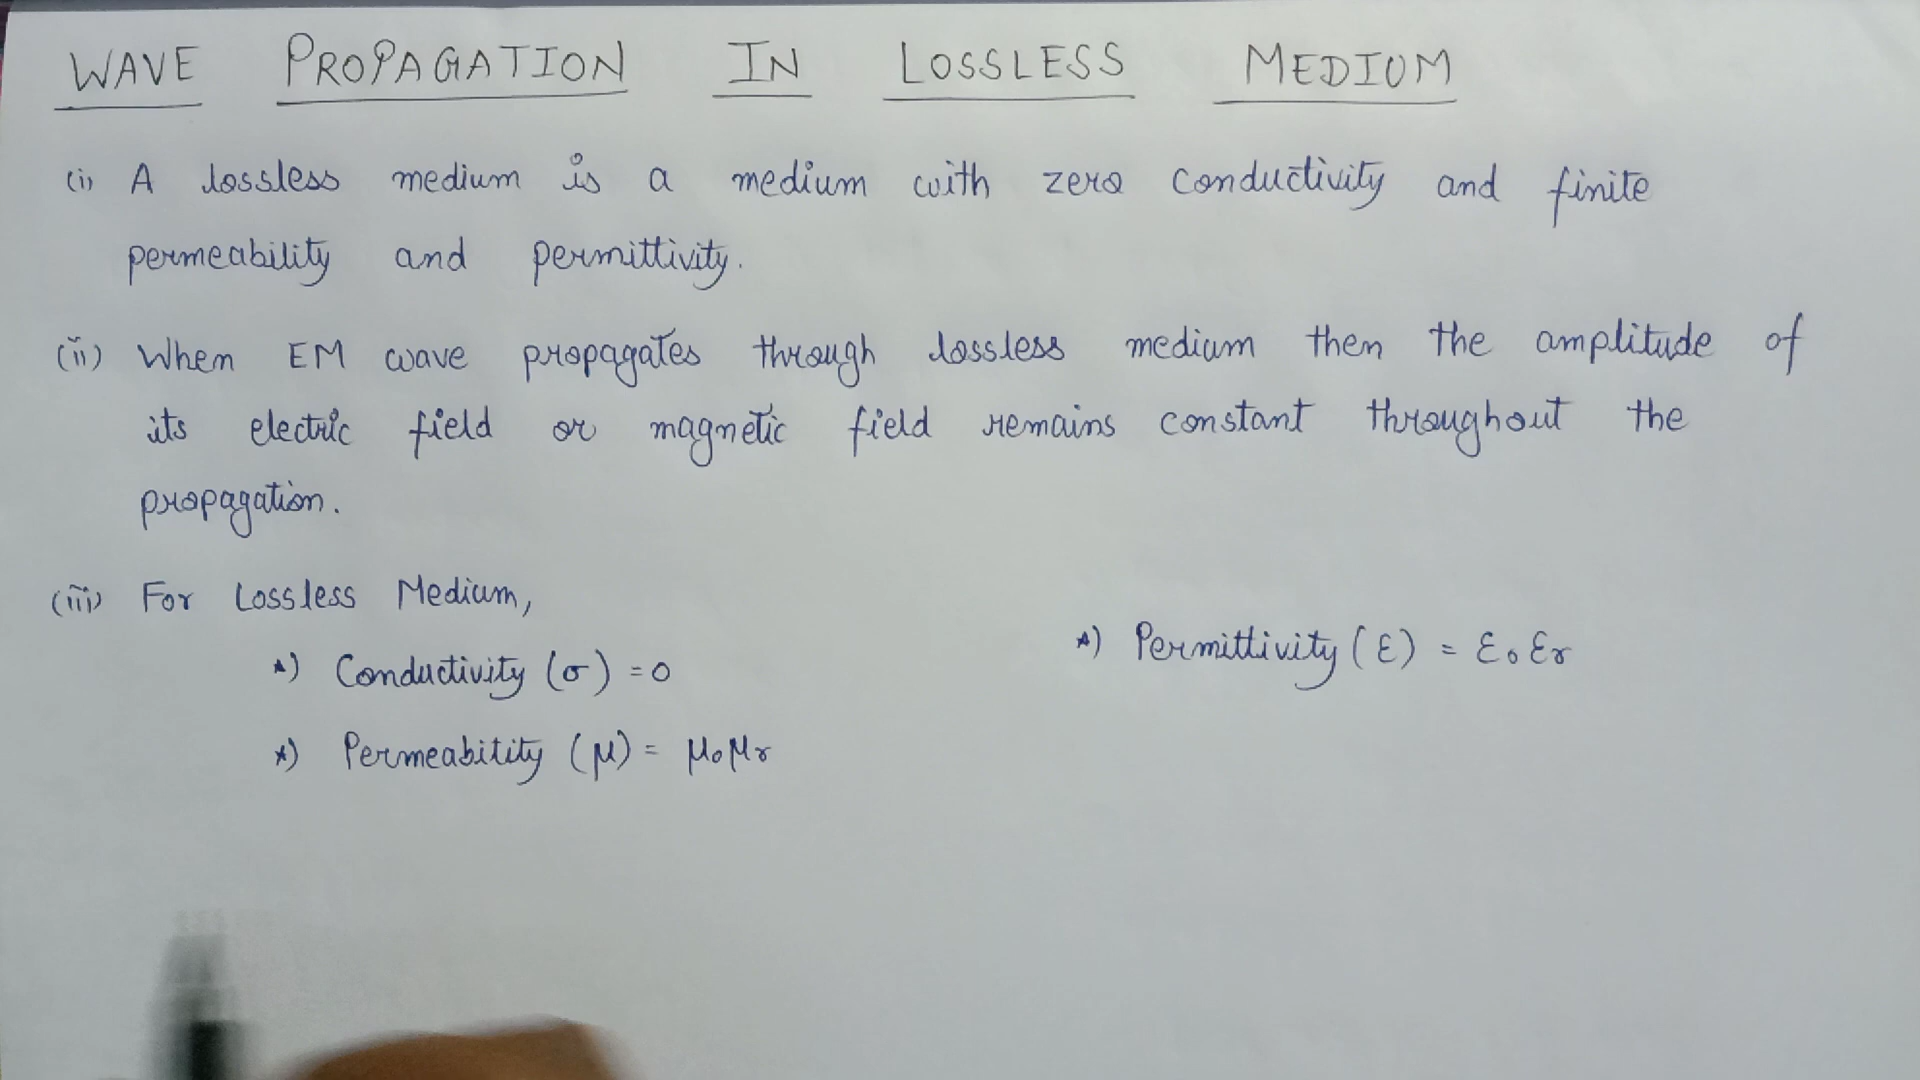 WAVE PROPAGATION IN LOSSLESS MEDIUM
(i) A lossless medium is a medium with zero conductivity and finite
permeability and permittivity.
(ii) When EM wave propagates through lossless medium then the amplitude of
its electric field or magnetic field remains constant throughout the
propagation.
(iii) For Lossless Medium,
*) Conductivity (σ) = 0
*) Permeability (μ) = μ₀μr
*) Permittivity (ε) = ε₀εr